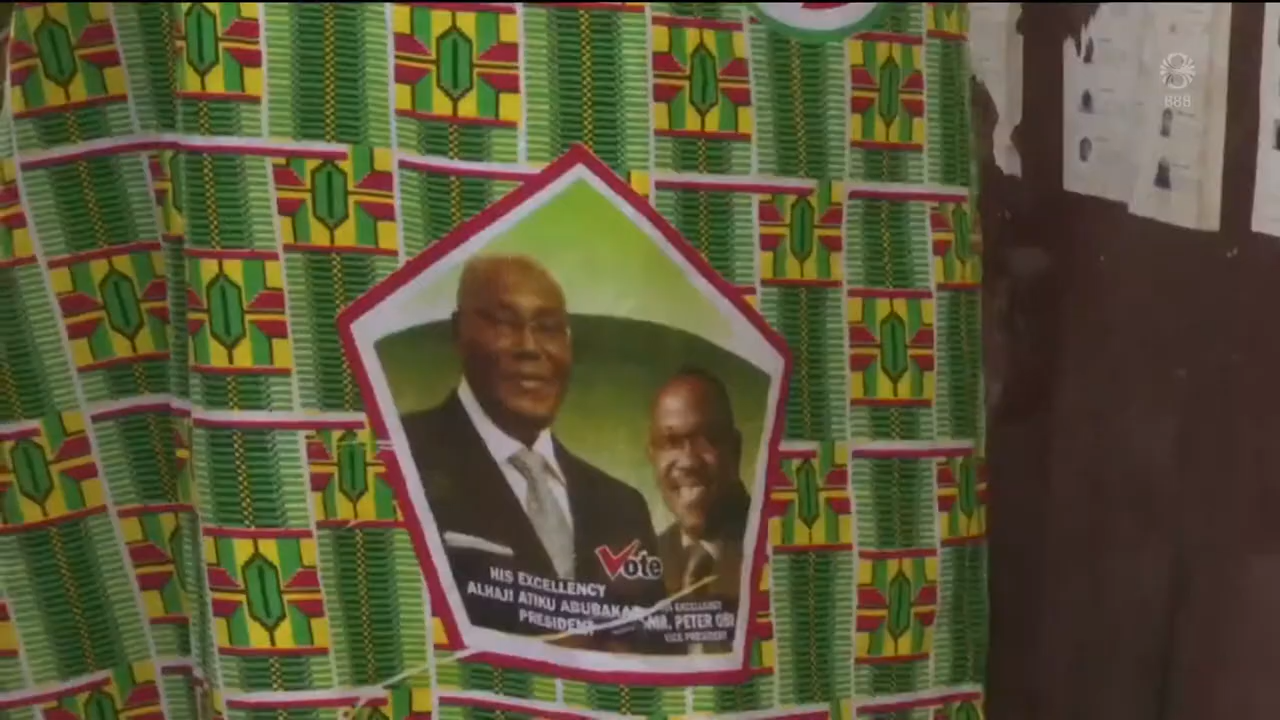 888
Vote
HIS EXCELLENCY
ALHAJI ATIKU ABUBAKAR
PRESIDENT
HIS EXCELLENCY
MR. PETER OBI
VICE PRESIDENT